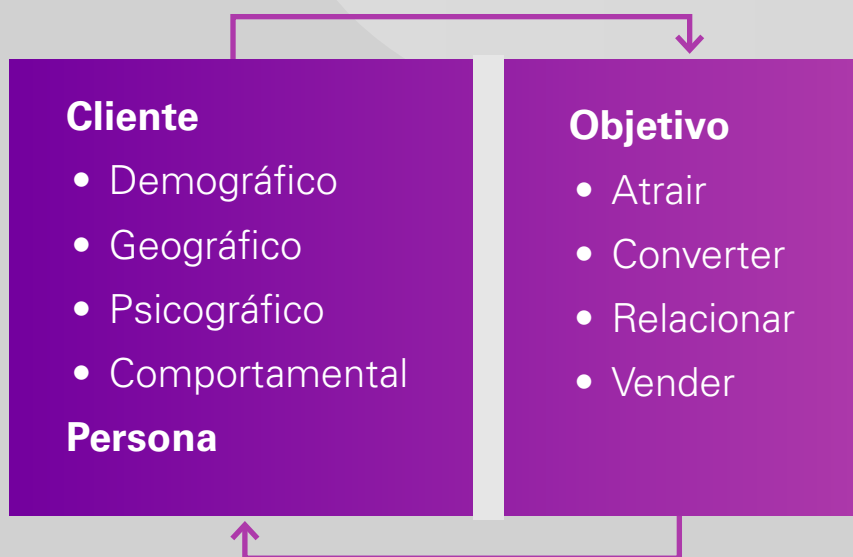 Cliente
• Demográfico
• Geográfico
• Psicográfico
• Comportamental
Persona
Objetivo
• Atrair
• Converter
• Relacionar
• Vender